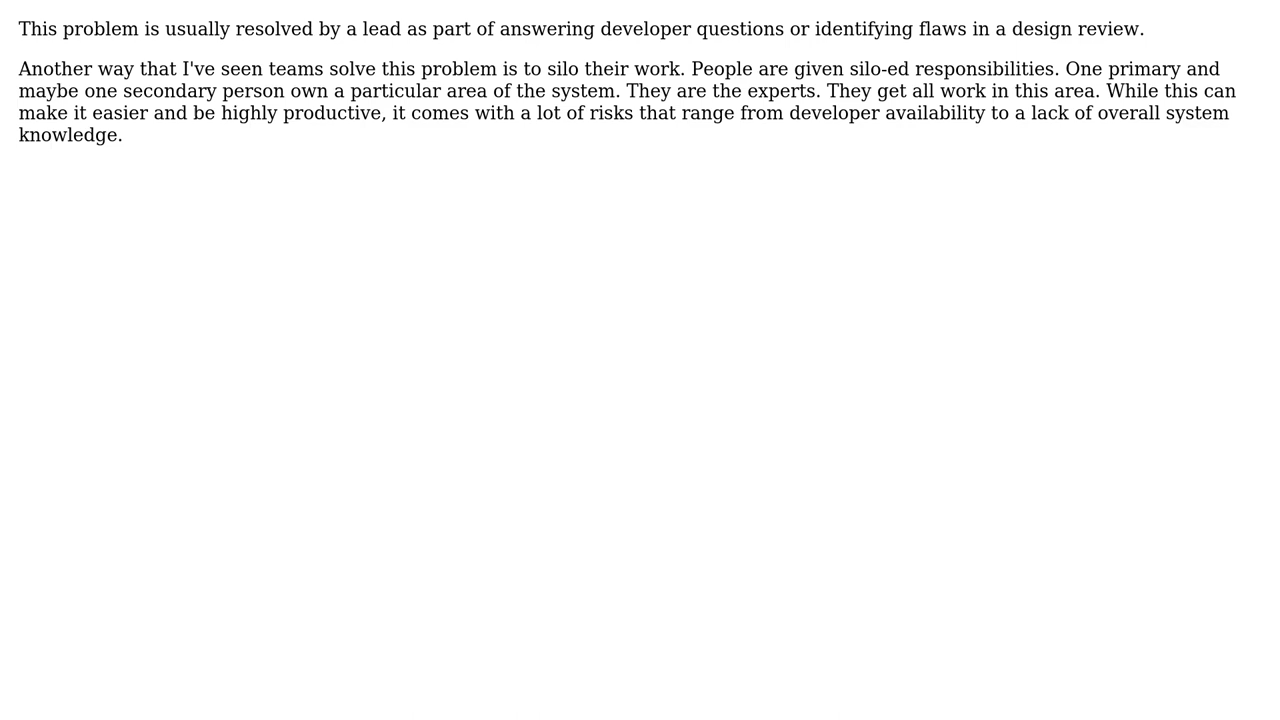 This problem is usually resolved by a lead as part of answering developer questions or identifying flaws in a design review.
Another way that I've seen teams solve this problem is to silo their work. People are given silo-ed responsibilities. One primary and
maybe one secondary person own a particular area of the system. They are the experts. They get all work in this area. While this can
make it easier and be highly productive, it comes with a lot of risks that range from developer availability to a lack of overall system
knowledge.